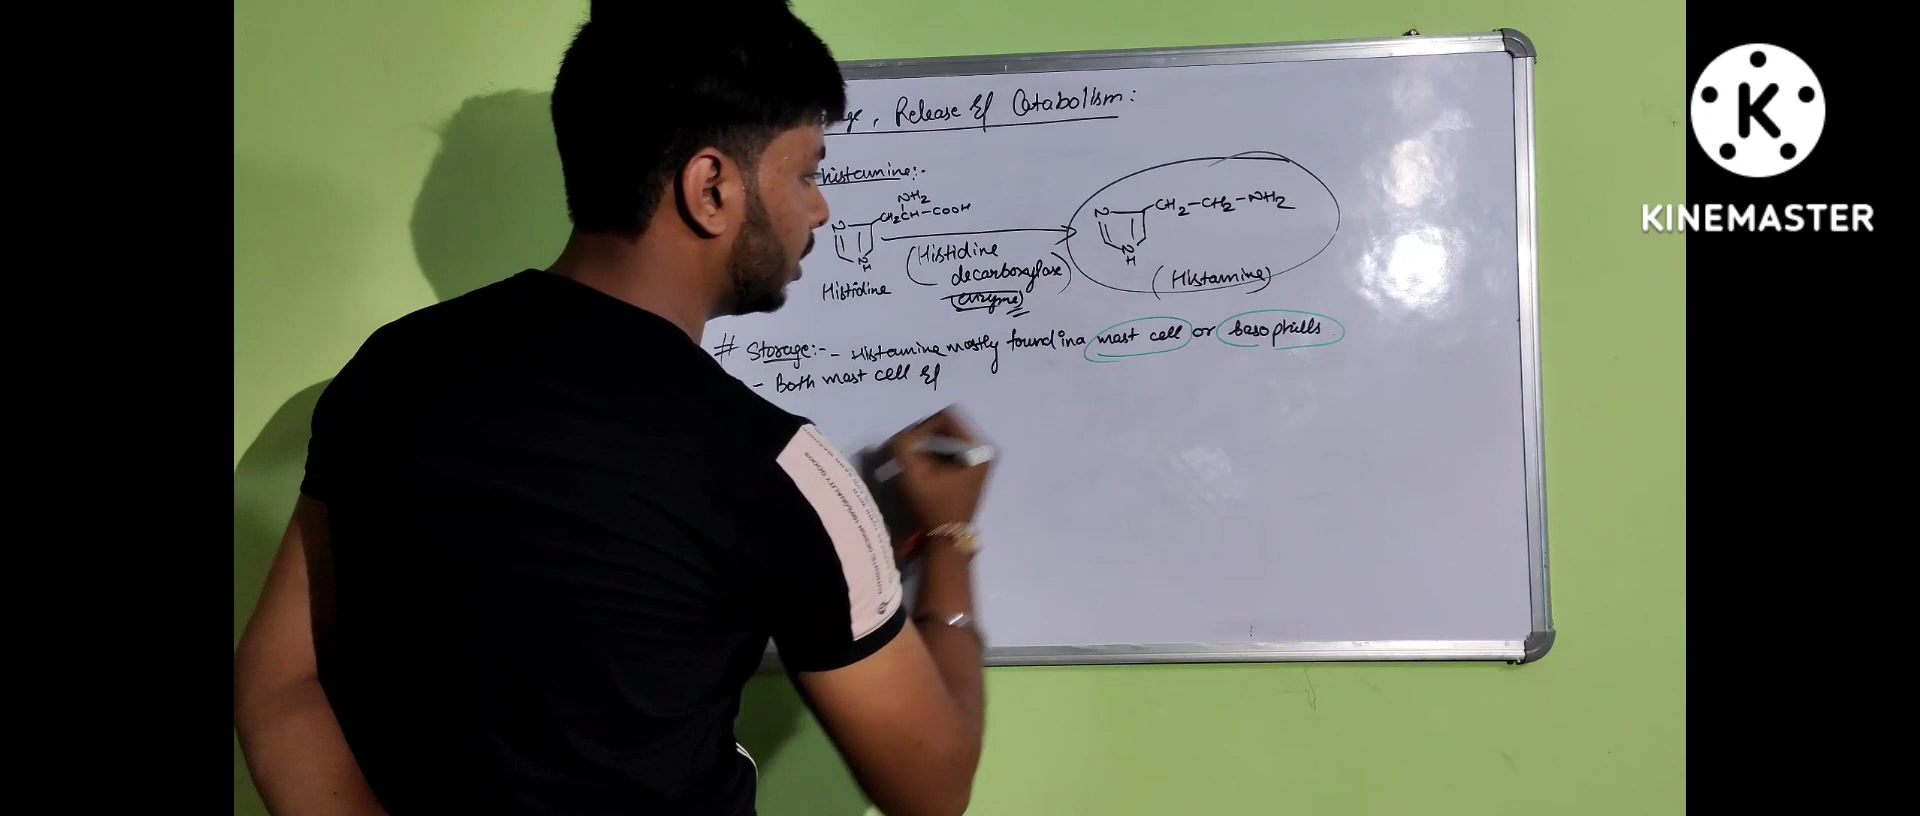 , Release & Catabolism:
histamine:-
NH2
CH2CH-COOH
N
N
H
Histidine
(Histidine
decarboxylase)
(enzyme)
CH2-CH2-NH2
N
N
H
(Histamine)
# Storage:- - Histamine mostly found in a mast cell or basophills
- Both mast cell &
K
KINEMASTER